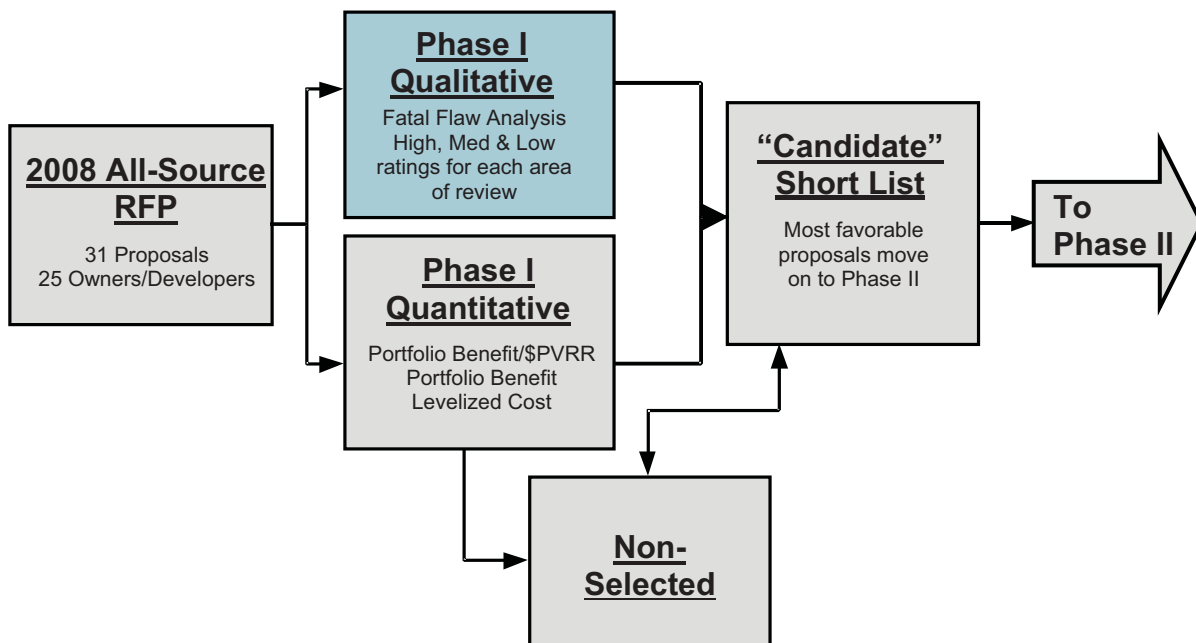 2008 All-Source
RFP
31 Proposals
25 Owners/Developers
Phase I
Qualitative
Fatal Flaw Analysis
High, Med & Low
ratings for each area
of review
Phase I
Quantitative
Portfolio Benefit/$PVRR
Portfolio Benefit
Levelized Cost
“Candidate”
Short List
Most favorable
proposals move
on to Phase II
To
Phase II
Non-
Selected